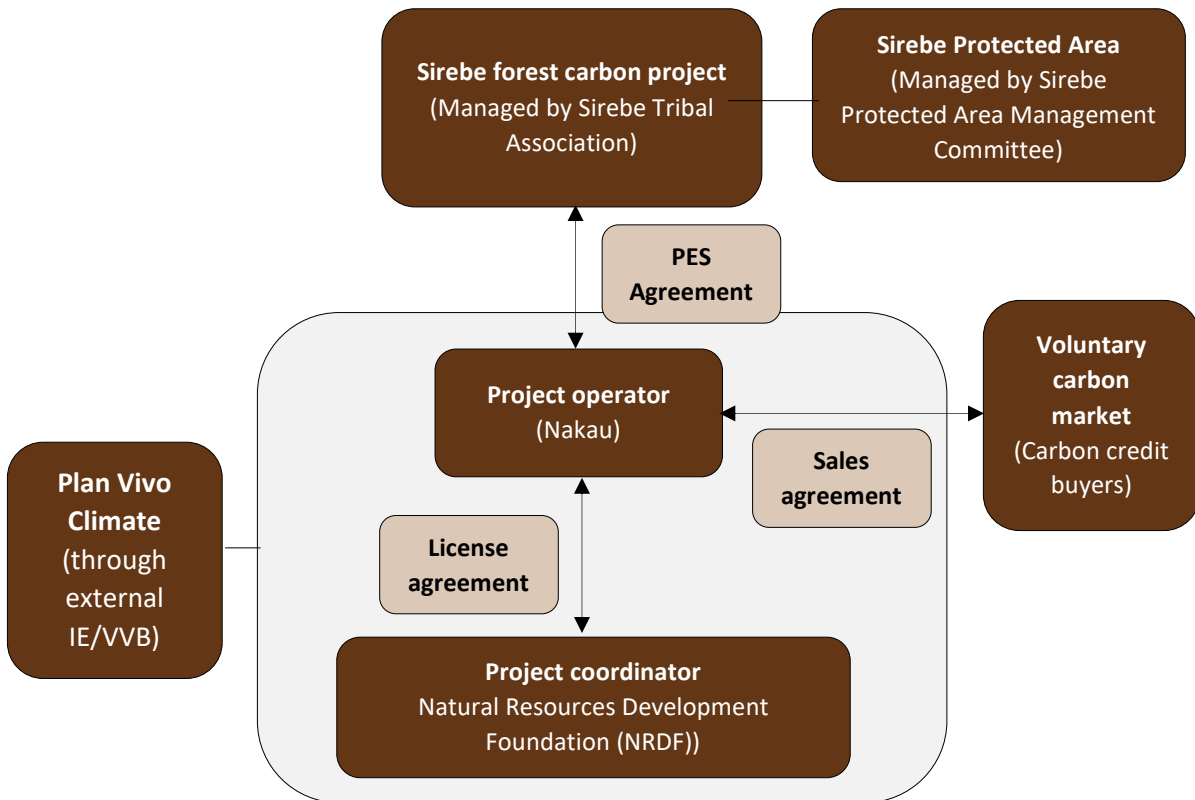 Sirebe forest carbon project
(Managed by Sirebe Tribal
Association)
Sirebe Protected Area
(Managed by Sirebe
Protected Area Management
Committee)
PES
Agreement
Project operator
(Nakau)
Voluntary
carbon
market
(Carbon credit
buyers)
Sales
agreement
Plan Vivo
Climate
(through
external
IE/VVB)
License
agreement
Project coordinator
Natural Resources Development
Foundation (NRDF))